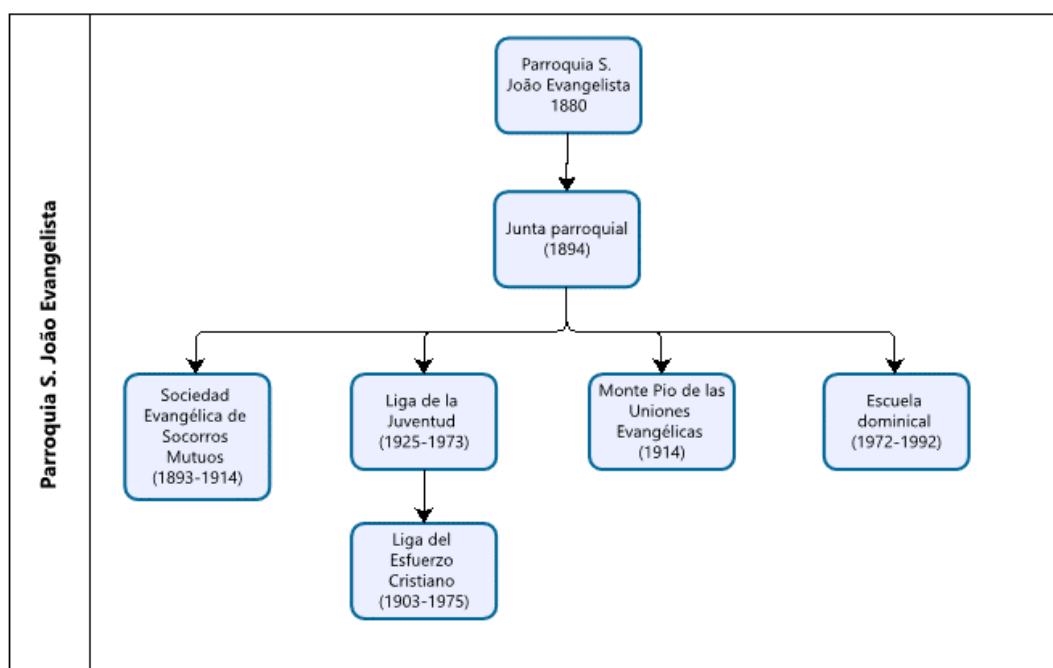 Parroquia S. João Evangelista
Parroquia S.
João Evangelista
1880
Junta parroquial
(1894)
Sociedad
Evangélica de
Socorros
Mutuos
(1893-1914)
Liga de la
Juventud
(1925-1973)
Monte Pio de las
Uniones
Evangélicas
(1914)
Escuela
dominical
(1972-1992)
Liga del
Esfuerzo
Cristiano
(1903-1975)